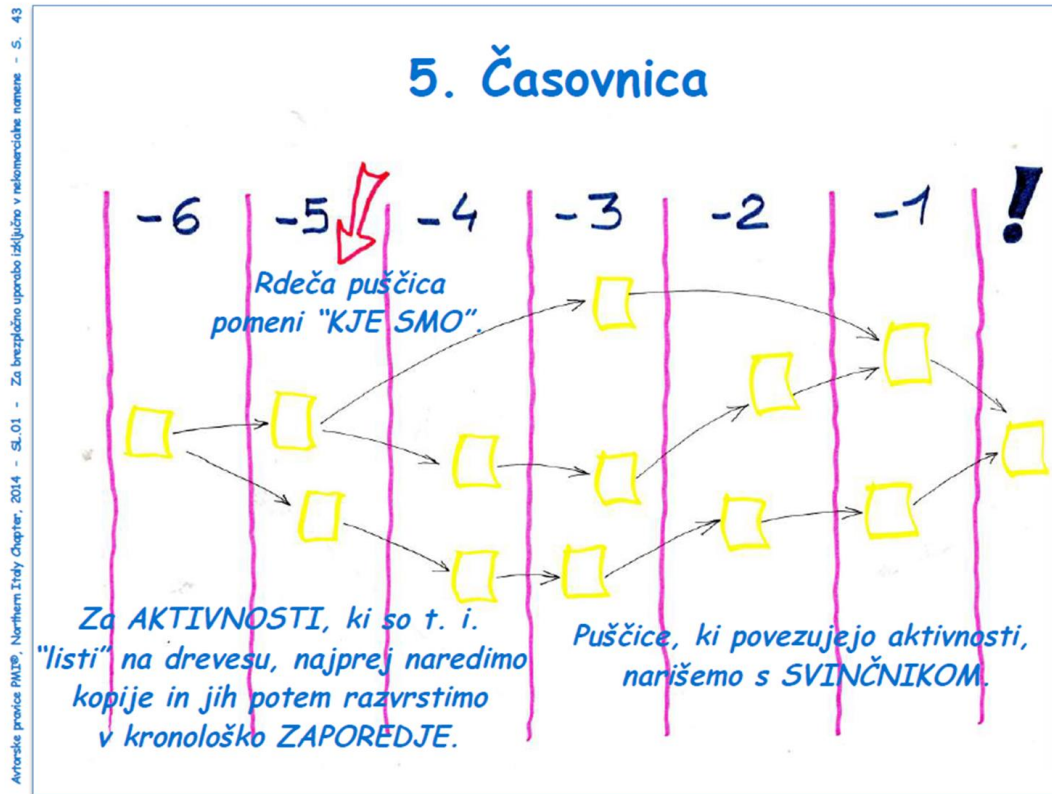 Avtorske pravice PMI®, Northern Italy Chapter, 2014 - SL.01 - Za brezplačno uporabo izključno v nekomercialne namene - S. 43
5. Časovnica
-6 -5 -4 -3 -2 -1 !
Rdeča puščica
pomeni "KJE SMO".
Za AKTIVNOSTI, ki so t. i.
"listi" na drevesu, najprej naredimo
kopije in jih potem razvrstimo
v kronološko ZAPOREDJE.
Puščice, ki povezujejo aktivnosti,
narišemo s SVINČNIKOM.